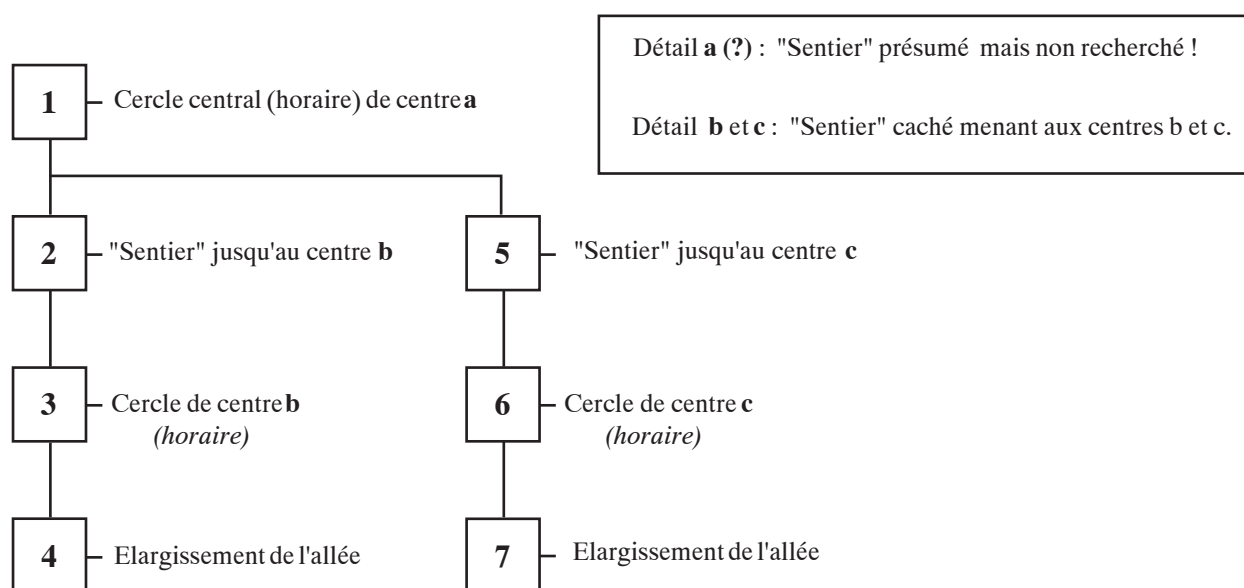 Détail a (?) : "Sentier" présumé mais non recherché !
Détail b et c : "Sentier" caché menant aux centres b et c.
1 Cercle central (horaire) de centre a
2 "Sentier" jusqu'au centre b
5 "Sentier" jusqu'au centre c
3 Cercle de centre b
(horaire)
6 Cercle de centre c
(horaire)
4 Elargissement de l'allée
7 Elargissement de l'allée